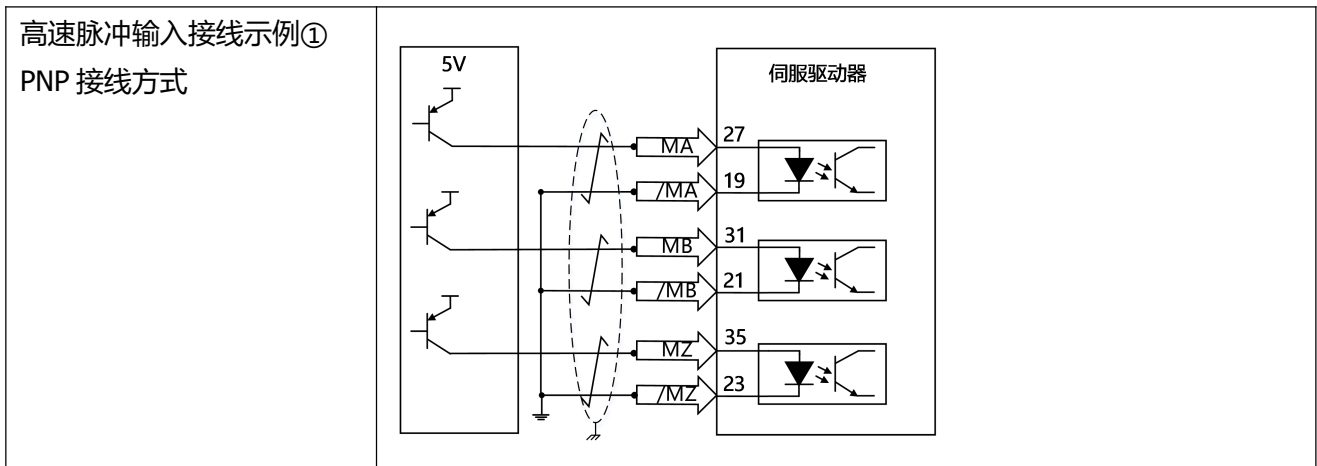 高速脉冲输入接线示例①
PNP 接线方式
5V
伺服驱动器
MA
27
/MA
19
MB
31
/MB
21
MZ
35
/MZ
23